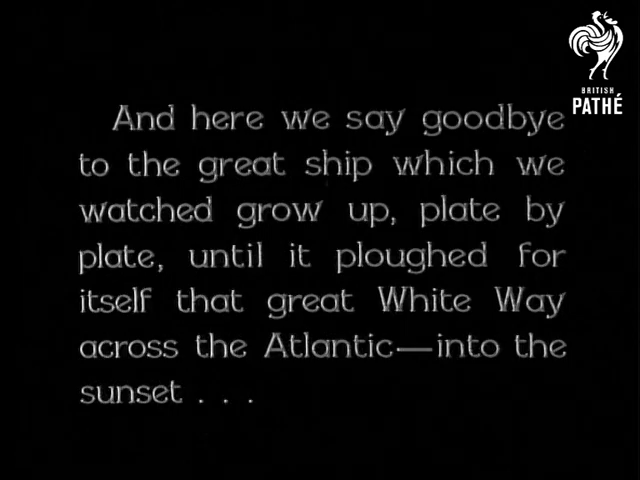 BRITISH
PATHÉ
And here we say goodbye
to the great ship which we
watched grow up, plate by
plate, until it ploughed for
itself that great White Way
across the Atlantic—into the
sunset . . .